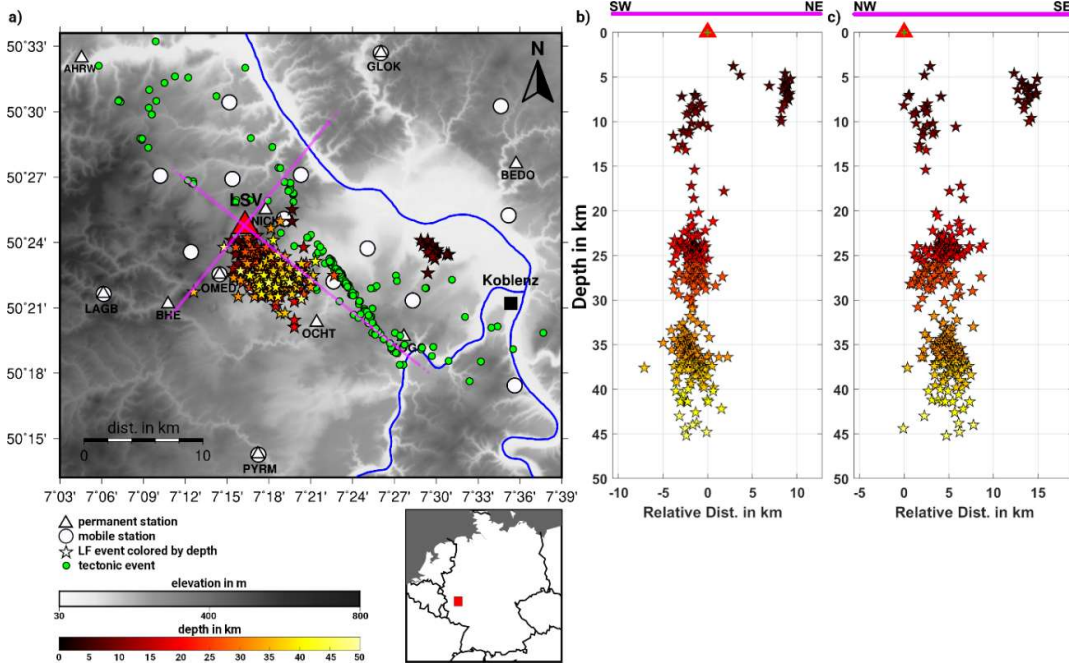 a)
50°33'
50°30'
50°27'
50°24'
50°21'
50°18'
50°15'
N
AHRW
GLOK
BEDO
LSV
NICK
Koblenz
LAGB
BHE
OCHT
PYRM
dist. in km
0 10
7°03' 7°06' 7°09' 7°12' 7°15' 7°18' 7°21' 7°24' 7°27' 7°30' 7°33' 7°36' 7°39'
permanent station
mobile station
LF event colored by depth
tectonic event
elevation in m
30 400 800
depth in km
0 5 10 15 20 25 30 35 40 45 50
b)
SW NE
0
5
10
15
20
25
30
35
40
45
50
Depth in km
-10 -5 0 5 10
Relative Dist. in km
c)
NW SE
0
5
10
15
20
25
30
35
40
45
50
-5 0 5 10 15
Relative Dist. in km